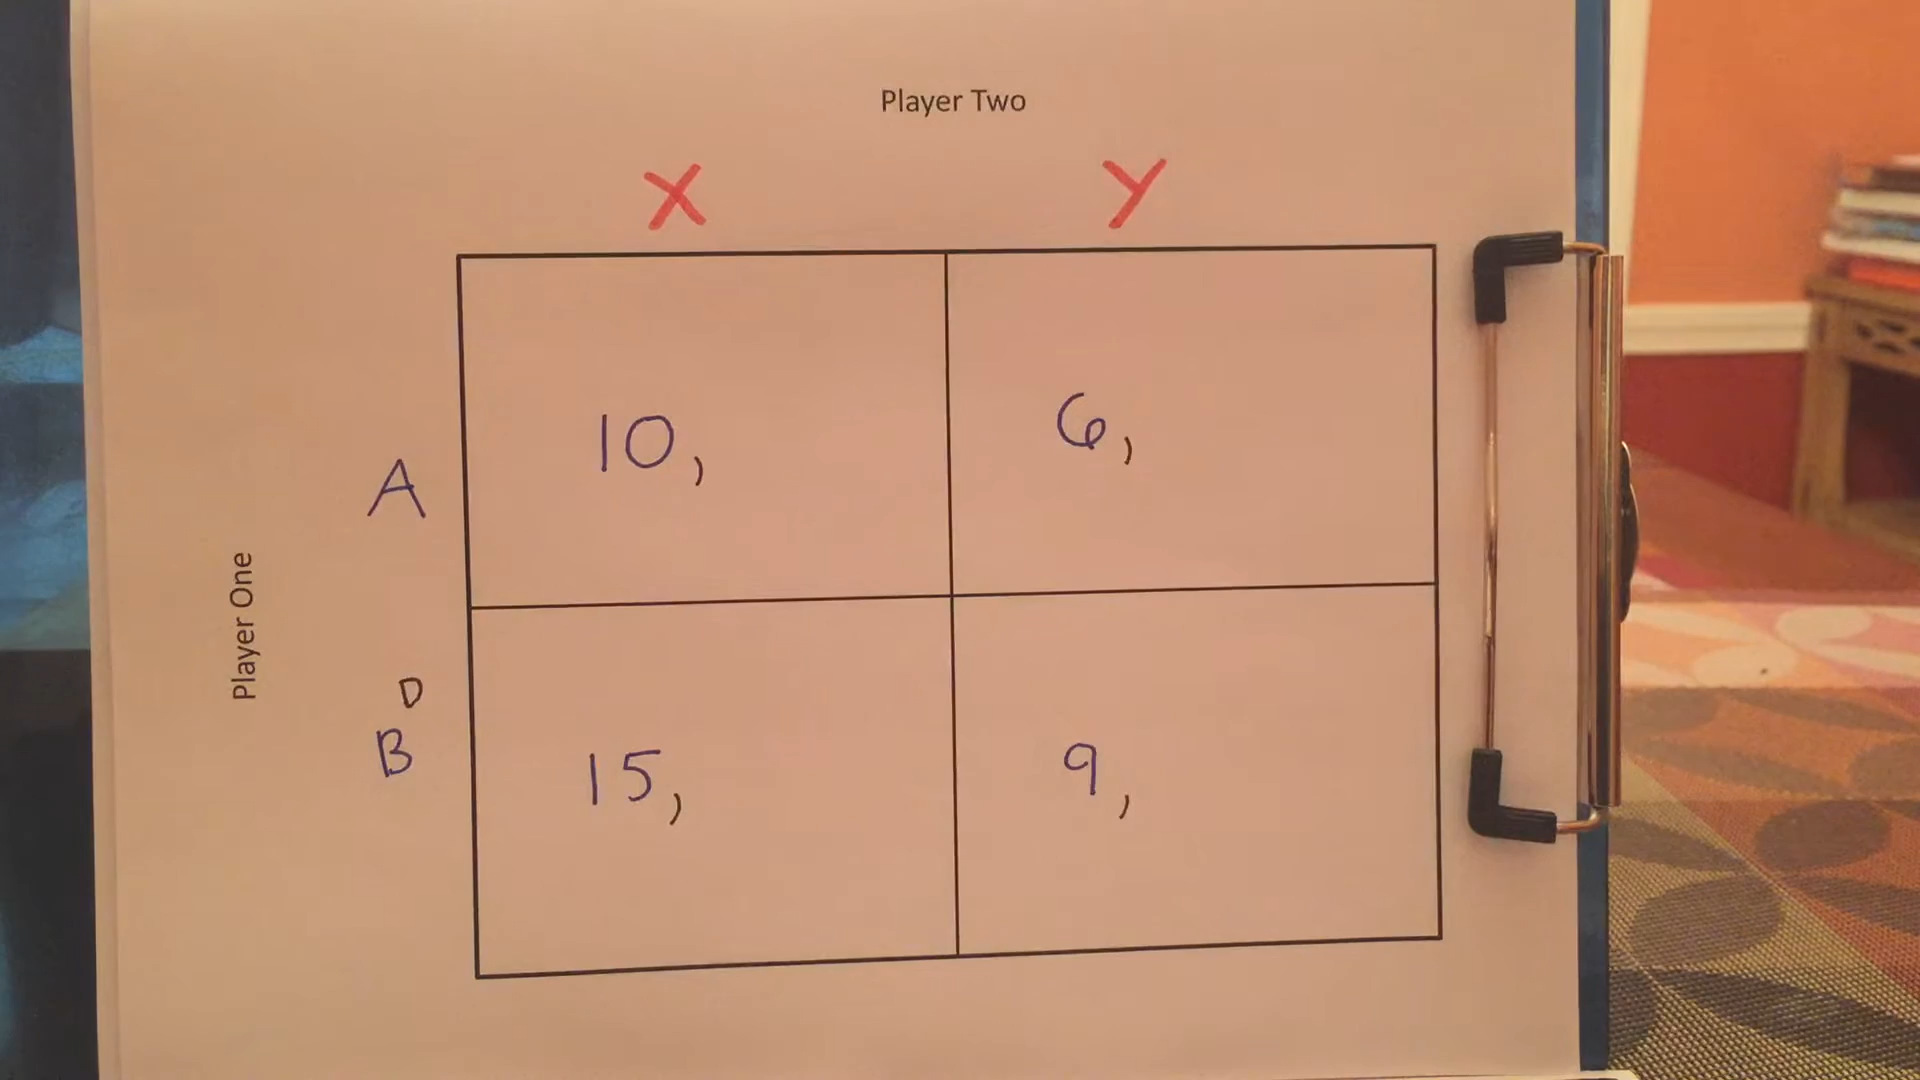 Player Two
X Y
10, 6,
A
Player One
D
B
15, 9,